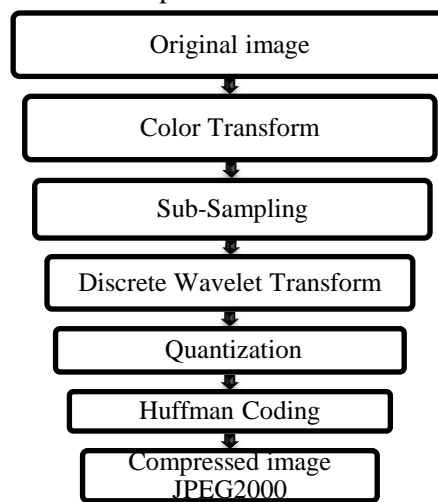 Original image
Color Transform
Sub-Sampling
Discrete Wavelet Transform
Quantization
Huffman Coding
Compressed image
JPEG2000